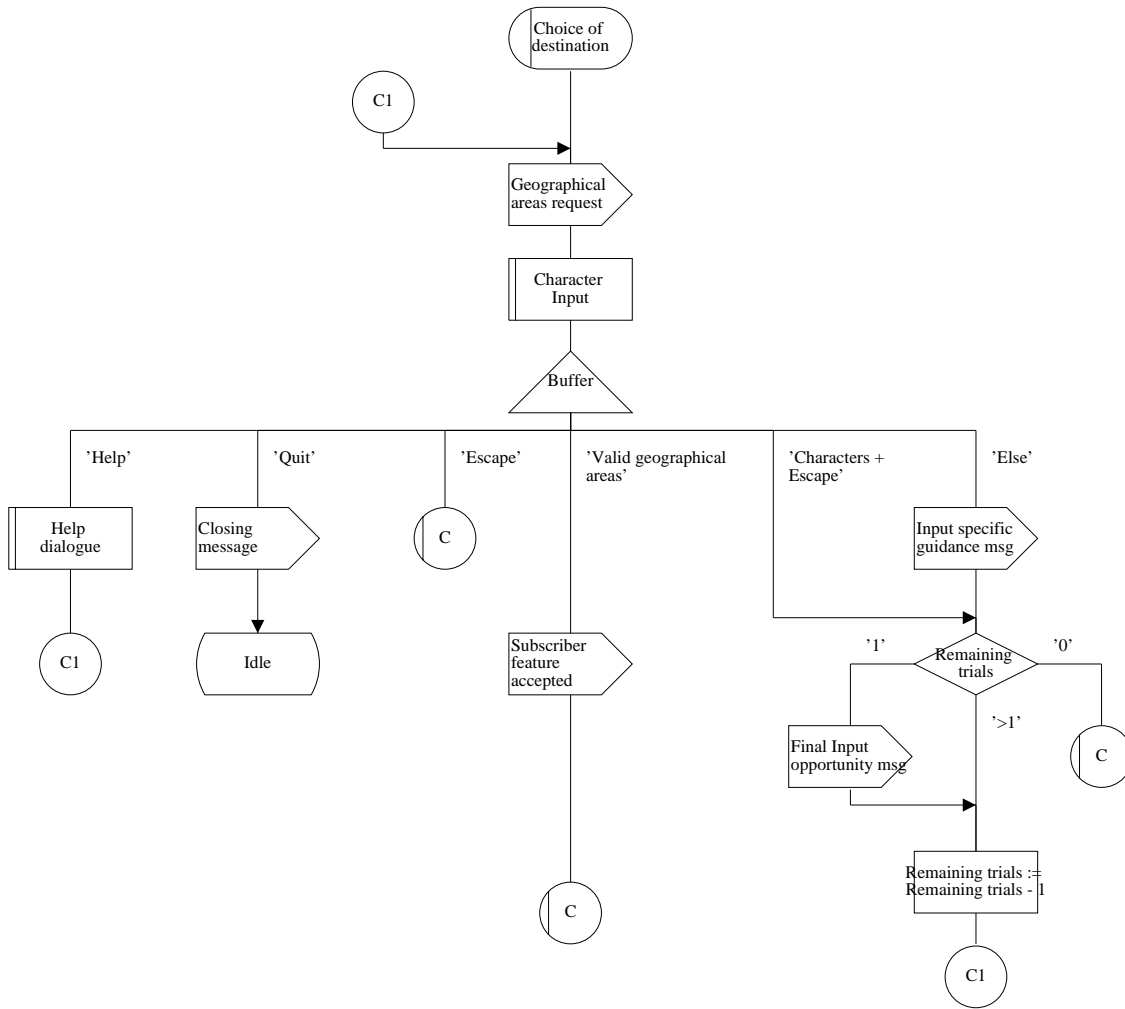 Choice of
destination
C1
Geographical
areas request
Character
Input
Buffer
’Help’
’Quit’
’Escape’
’Valid geographical
areas’
’Characters +
Escape’
’Else’
Help
dialogue
Closing
message
C
Input specific
guidance msg
C1
Idle
Subscriber
feature
accepted
’1’
Remaining
trials
’0’
’>1’
Final Input
opportunity msg
C
Remaining trials :=
Remaining trials - 1
C
C1